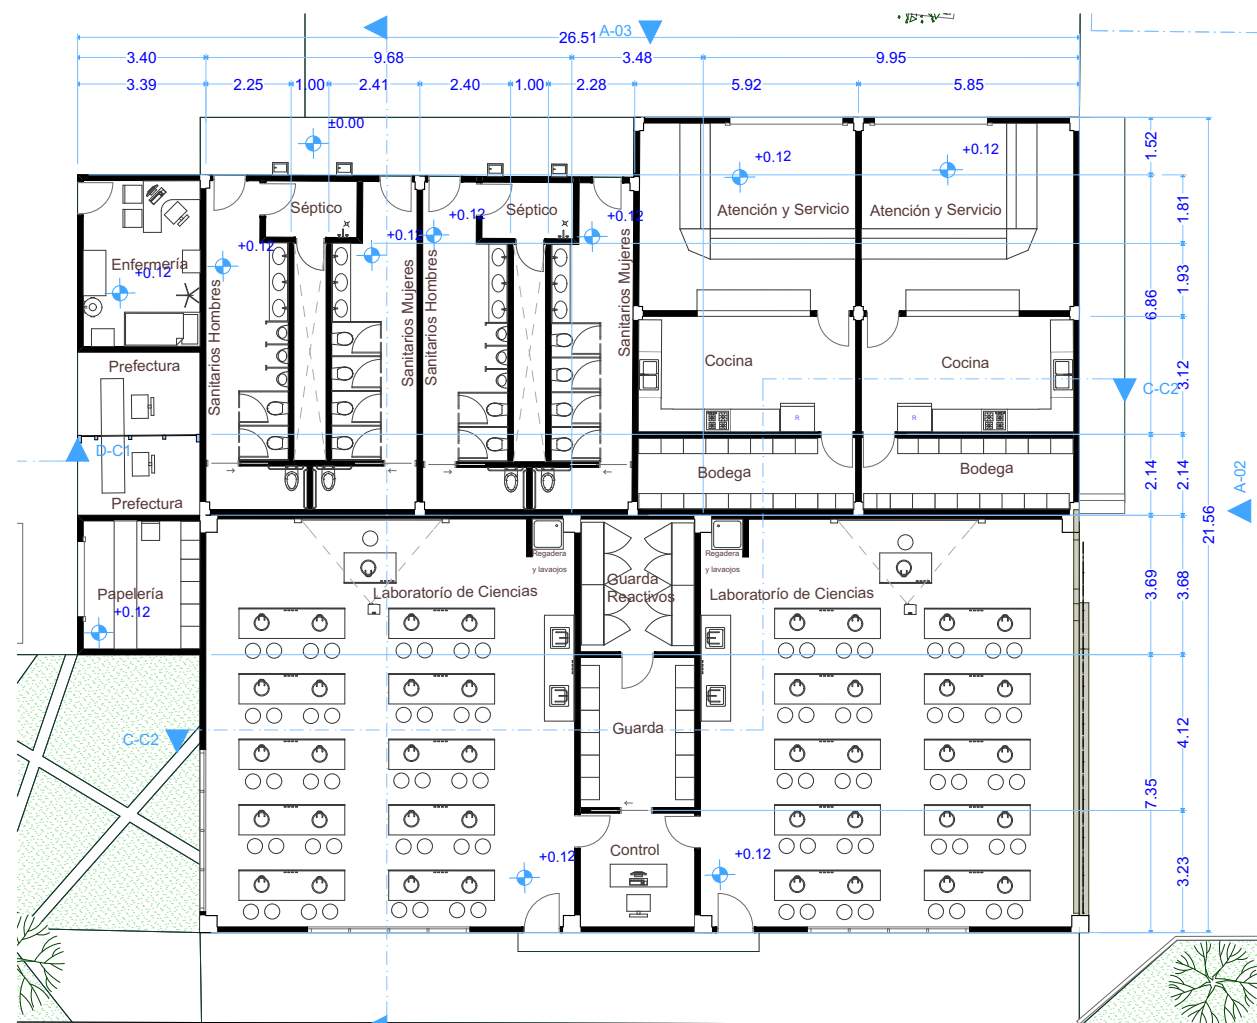 A-03
26.51
3.40
9.68
3.48
9.95
3.39
2.25
1.00
2.41
2.40
1.00
2.28
5.92
5.85
±0.00
+0.12
+0.12
1.52
Séptico
Séptico
Atención y Servicio
Atención y Servicio
1.81
+0.12
+0.12
+0.12
+0.12
Enfermería
+0.12
Sanitarios Hombres
Sanitarios Mujeres
Sanitarios Hombres
Sanitarios Mujeres
1.93
6.86
Prefectura
Cocina
Cocina
3.12
C-C2
R
R
D-C1
Bodega
Bodega
2.14
2.14
A-02
Prefectura
21.56
Regadera
y lavaojos
Regadera
y lavaojos
Guarda
Reactivos
Papelería
+0.12
Laboratorío de Ciencias
Laboratorío de Ciencias
3.69
3.68
C-C2
Guarda
4.12
7.35
Control
+0.12
+0.12
3.23